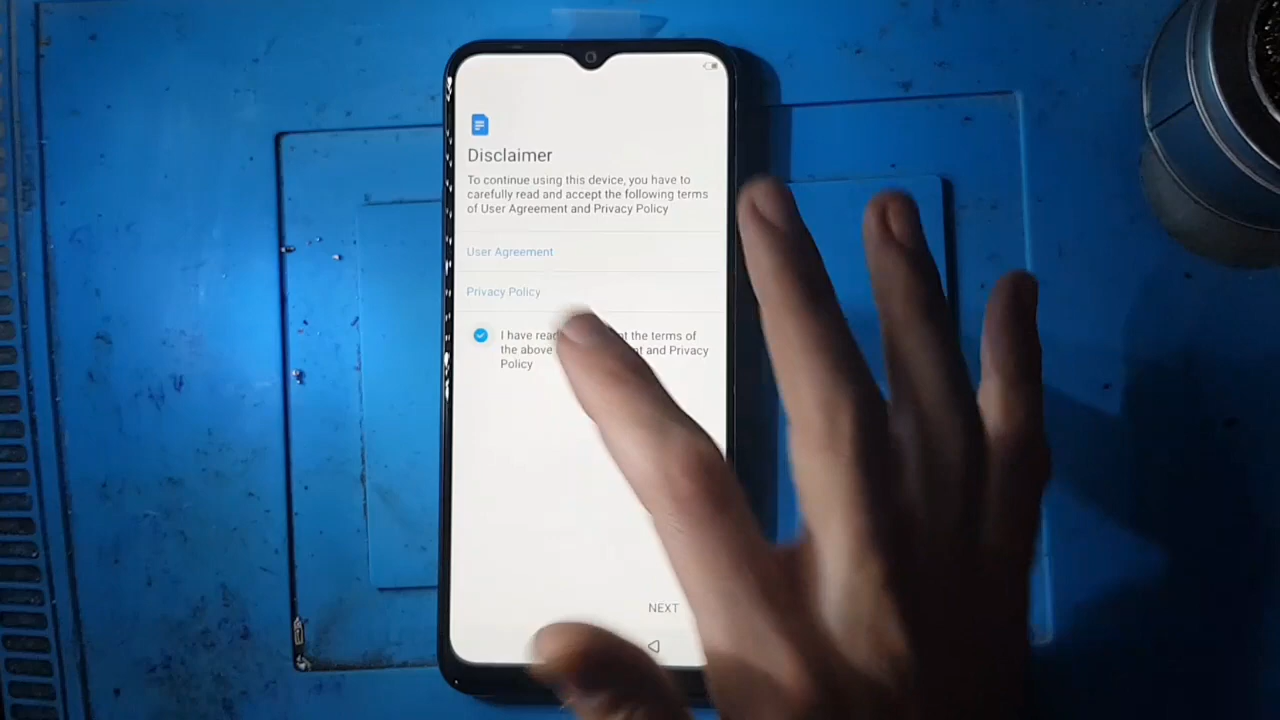 Disclaimer
To continue using this device, you have to
carefully read and accept the following terms
of User Agreement and Privacy Policy
User Agreement
Privacy Policy
I have read the terms of
the above and Privacy
Policy
NEXT